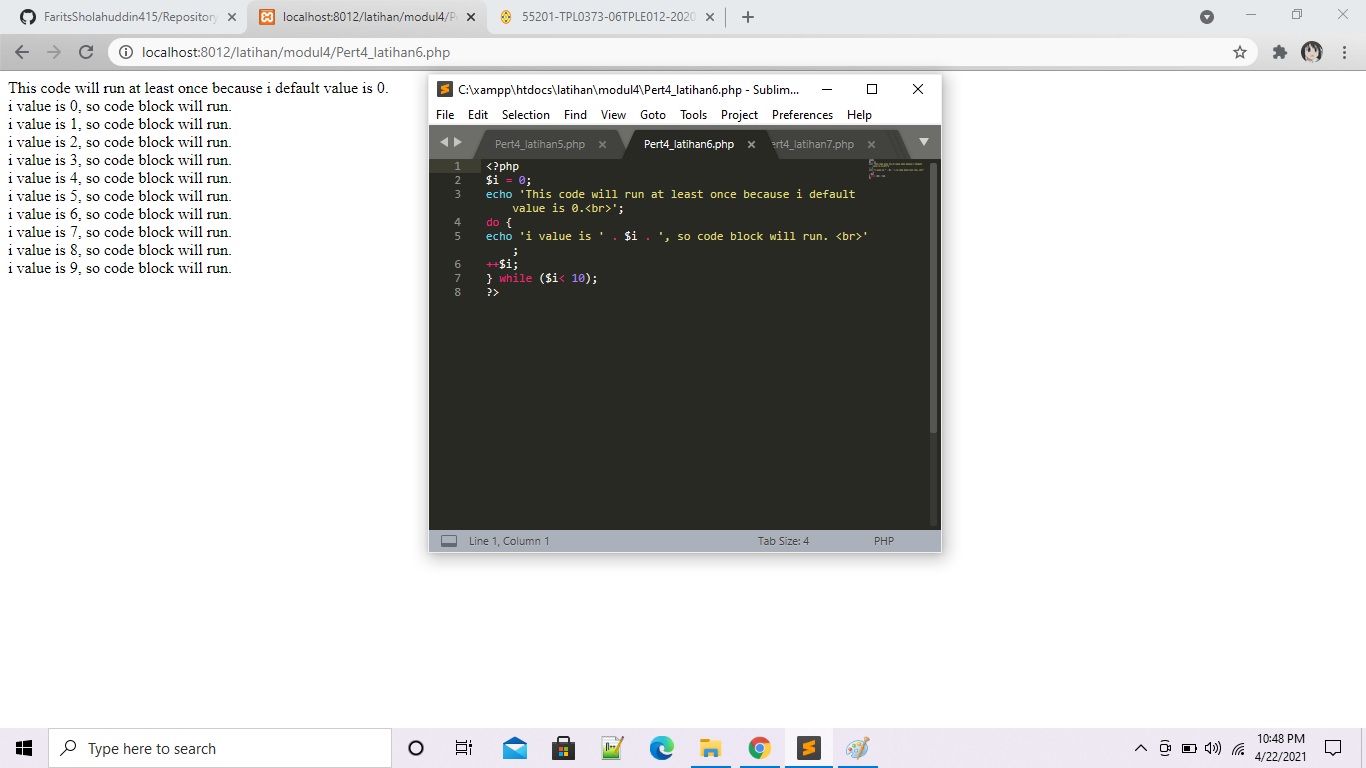 FaritsSholahuddin415/Repository
localhost:8012/latihan/modul4/P
55201-TPL0373-06TPLE012-2020
localhost:8012/latihan/modul4/Pert4_latihan6.php
This code will run at least once because i default value is 0.
i value is 0, so code block will run.
i value is 1, so code block will run.
i value is 2, so code block will run.
i value is 3, so code block will run.
i value is 4, so code block will run.
i value is 5, so code block will run.
i value is 6, so code block will run.
i value is 7, so code block will run.
i value is 8, so code block will run.
i value is 9, so code block will run.
C:\xampp\htdocs\latihan\modul4\Pert4_latihan6.php - Sublim...
File Edit Selection Find View Goto Tools Project Preferences Help
Pert4_latihan5.php Pert4_latihan6.php ert4_latihan7.php
1 <?php
2 $i = 0;
3 echo 'This code will run at least once because i default
value is 0.<br>';
4 do {
5 echo 'i value is ' . $i . ', so code block will run. <br>'
;
6 ++$i;
7 } while ($i< 10);
8 ?>
Line 1, Column 1 Tab Size: 4 PHP
Type here to search
10:48 PM
4/22/2021